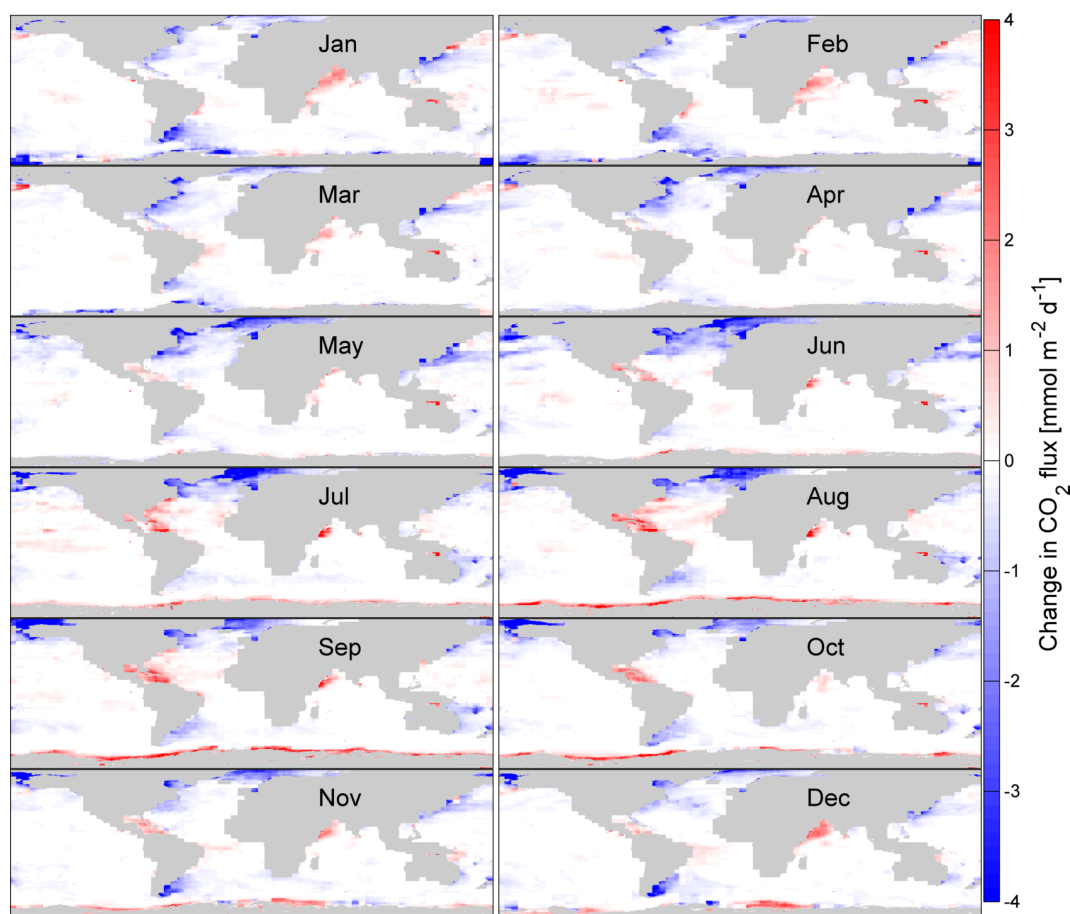 Jan
Feb
Mar
Apr
May
Jun
Jul
Aug
Sep
Oct
Nov
Dec
4
3
2
1
0
-1
-2
-3
-4
Change in CO₂ flux [mmol m⁻² d⁻¹]